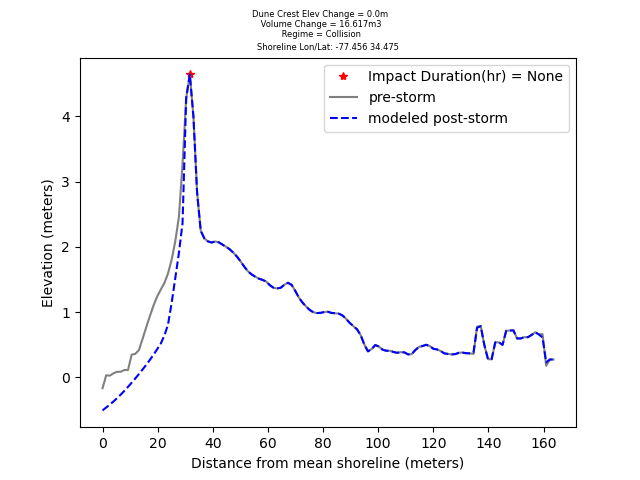 Dune Crest Elev Change = 0.0m
Volume Change = 16.617m3
Regime = Collision
Shoreline Lon/Lat: -77.456 34.475
Impact Duration(hr) = None
pre-storm
modeled post-storm
Elevation (meters)
4
3
2
1
0
0 20 40 60 80 100 120 140 160
Distance from mean shoreline (meters)